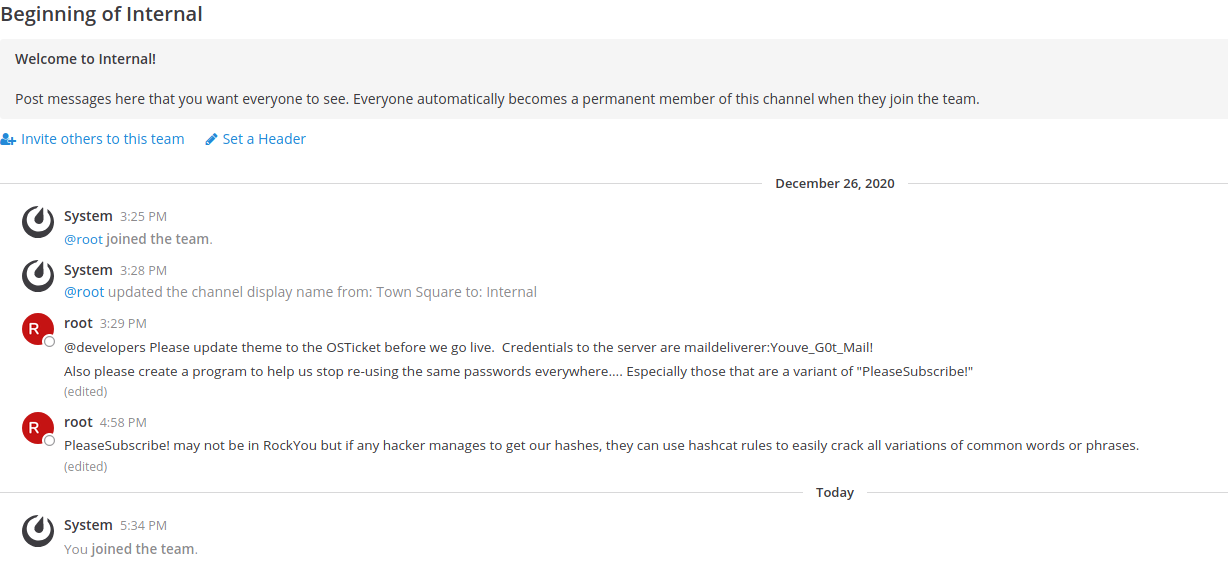 Beginning of Internal
Welcome to Internal!
Post messages here that you want everyone to see. Everyone automatically becomes a permanent member of this channel when they join the team.
Invite others to this team Set a Header
December 26, 2020
System 3:25 PM
@root joined the team.
System 3:28 PM
@root updated the channel display name from: Town Square to: Internal
R root 3:29 PM
@developers Please update theme to the OSTicket before we go live.  Credentials to the server are maildeliverer:Youve_G0t_Mail!
Also please create a program to help us stop re-using the same passwords everywhere.... Especially those that are a variant of "PleaseSubscribe!"
(edited)
R root 4:58 PM
PleaseSubscribe! may not be in RockYou but if any hacker manages to get our hashes, they can use hashcat rules to easily crack all variations of common words or phrases.
(edited)
Today
System 5:34 PM
You joined the team.